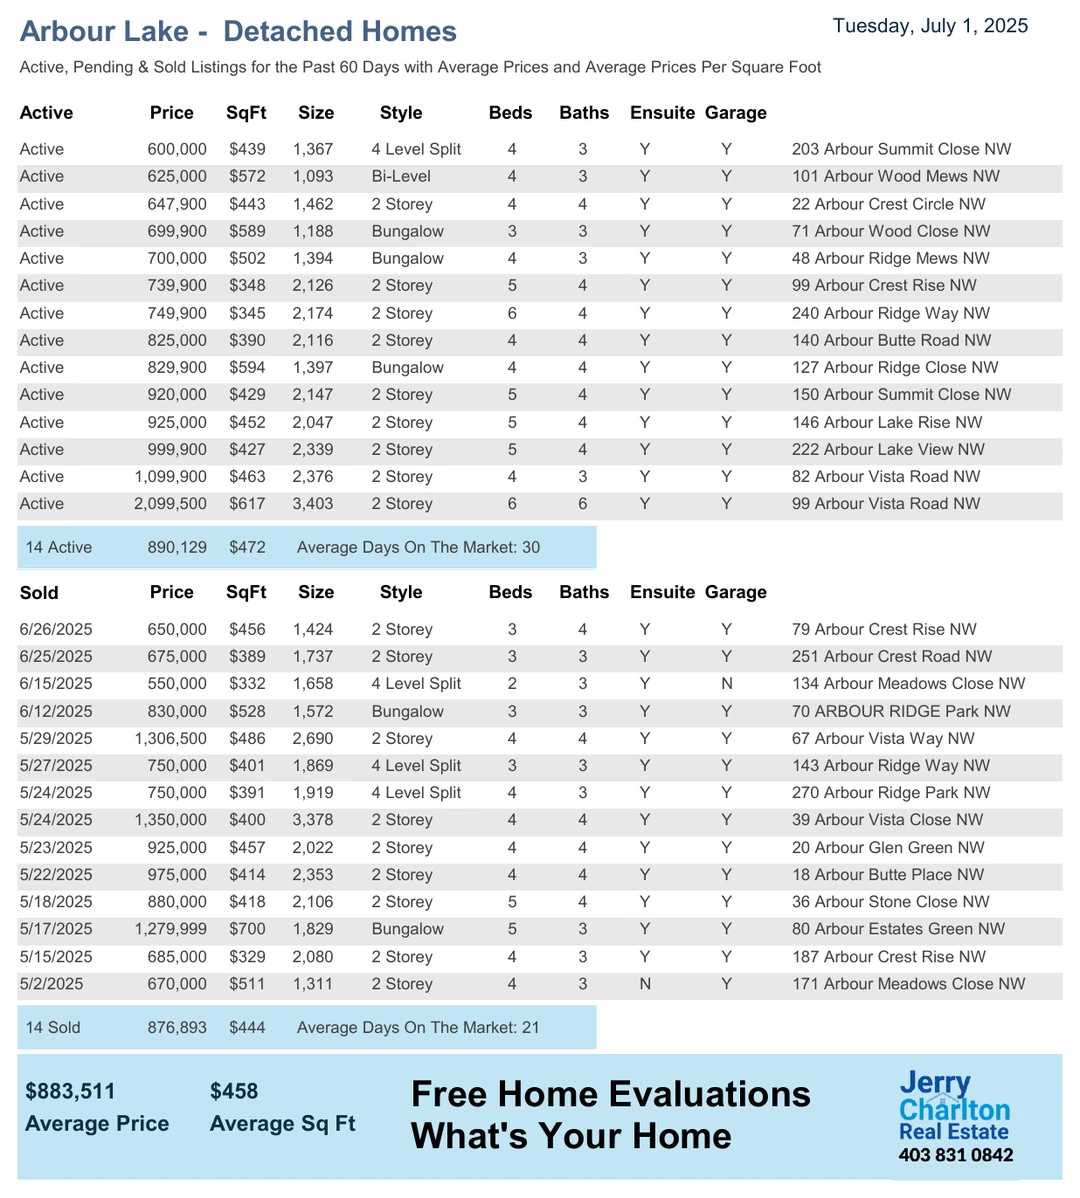 Arbour Lake - Detached Homes
Tuesday, July 1, 2025
Active, Pending & Sold Listings for the Past 60 Days with Average Prices and Average Prices Per Square Foot
Active Price SqFt Size Style Beds Baths Ensuite Garage
Active 600,000 $439 1,367 4 Level Split 4 3 Y Y 203 Arbour Summit Close NW
Active 625,000 $572 1,093 Bi-Level 4 3 Y Y 101 Arbour Wood Mews NW
Active 647,900 $443 1,462 2 Storey 4 4 Y Y 22 Arbour Crest Circle NW
Active 699,900 $589 1,188 Bungalow 3 3 Y Y 71 Arbour Wood Close NW
Active 700,000 $502 1,394 Bungalow 4 3 Y Y 48 Arbour Ridge Mews NW
Active 739,900 $348 2,126 2 Storey 5 4 Y Y 99 Arbour Crest Rise NW
Active 749,900 $345 2,174 2 Storey 6 4 Y Y 240 Arbour Ridge Way NW
Active 825,000 $390 2,116 2 Storey 4 4 Y Y 140 Arbour Butte Road NW
Active 829,900 $594 1,397 Bungalow 4 4 Y Y 127 Arbour Ridge Close NW
Active 920,000 $429 2,147 2 Storey 5 4 Y Y 150 Arbour Summit Close NW
Active 925,000 $452 2,047 2 Storey 5 4 Y Y 146 Arbour Lake Rise NW
Active 999,900 $427 2,339 2 Storey 5 4 Y Y 222 Arbour Lake View NW
Active 1,099,900 $463 2,376 2 Storey 4 3 Y Y 82 Arbour Vista Road NW
Active 2,099,500 $617 3,403 2 Storey 6 6 Y Y 99 Arbour Vista Road NW
14 Active 890,129 $472 Average Days On The Market: 30
Sold Price SqFt Size Style Beds Baths Ensuite Garage
6/26/2025 650,000 $456 1,424 2 Storey 3 4 Y Y 79 Arbour Crest Rise NW
6/25/2025 675,000 $389 1,737 2 Storey 3 3 Y Y 251 Arbour Crest Road NW
6/15/2025 550,000 $332 1,658 4 Level Split 2 3 Y N 134 Arbour Meadows Close NW
6/12/2025 830,000 $528 1,572 Bungalow 3 3 Y Y 70 ARBOUR RIDGE Park NW
5/29/2025 1,306,500 $486 2,690 2 Storey 4 4 Y Y 67 Arbour Vista Way NW
5/27/2025 750,000 $401 1,869 4 Level Split 3 3 Y Y 143 Arbour Ridge Way NW
5/24/2025 750,000 $391 1,919 4 Level Split 4 3 Y Y 270 Arbour Ridge Park NW
5/24/2025 1,350,000 $400 3,378 2 Storey 4 4 Y Y 39 Arbour Vista Close NW
5/23/2025 925,000 $457 2,022 2 Storey 4 4 Y Y 20 Arbour Glen Green NW
5/22/2025 975,000 $414 2,353 2 Storey 4 4 Y Y 18 Arbour Butte Place NW
5/18/2025 880,000 $418 2,106 2 Storey 5 4 Y Y 36 Arbour Stone Close NW
5/17/2025 1,279,999 $700 1,829 Bungalow 5 3 Y Y 80 Arbour Estates Green NW
5/15/2025 685,000 $329 2,080 2 Storey 4 3 Y Y 187 Arbour Crest Rise NW
5/2/2025 670,000 $511 1,311 2 Storey 4 3 N Y 171 Arbour Meadows Close NW
14 Sold 876,893 $444 Average Days On The Market: 21
$883,511 $458
Average Price Average Sq Ft
Free Home Evaluations
What's Your Home
Jerry
Charlton
Real Estate
403 831 0842